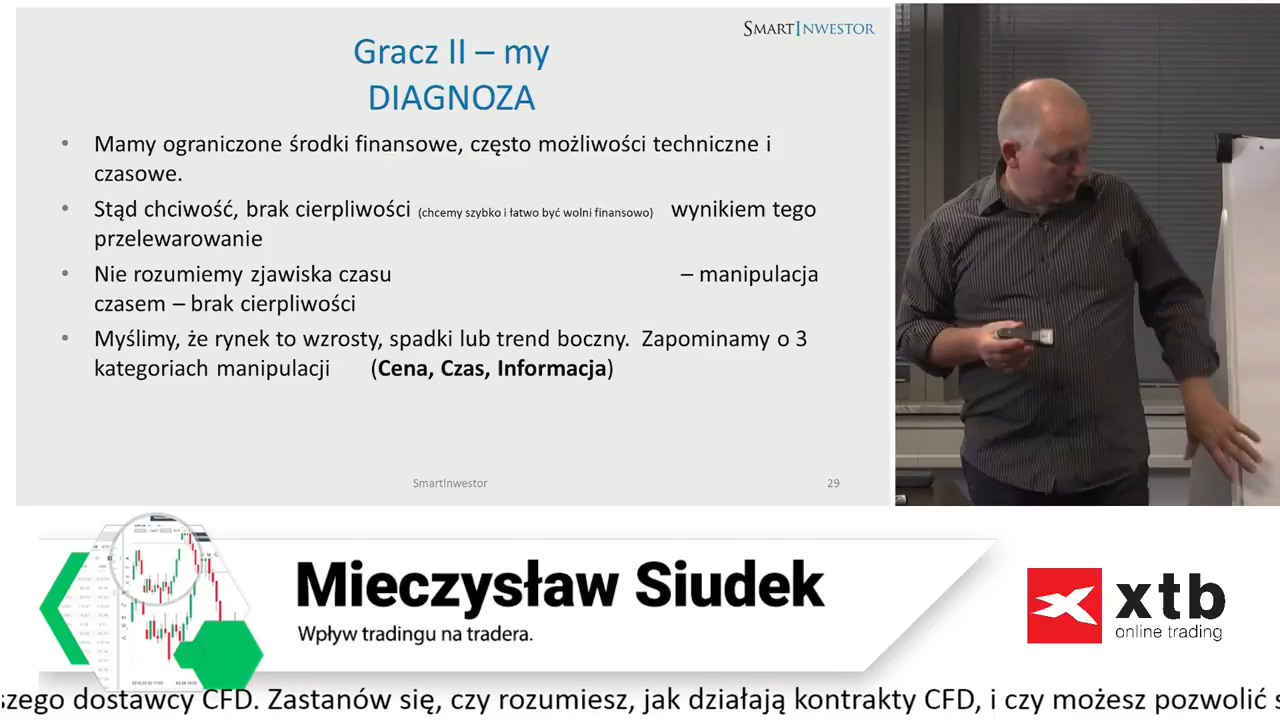 SMARTINWESTOR
Gracz II – my
DIAGNOZA
• Mamy ograniczone środki finansowe, często możliwości techniczne i
czasowe.
• Stąd chciwość, brak cierpliwości (chcemy szybko i łatwo być wolni finansowo) wynikiem tego
przelewarowanie
• Nie rozumiemy zjawiska czasu – manipulacja
czasem – brak cierpliwości
• Myślimy, że rynek to wzrosty, spadki lub trend boczny. Zapominamy o 3
kategoriach manipulacji (Cena, Czas, Informacja)
SmartInwestor
29
Mieczysław Siudek
Wpływ tradingu na tradera.
xtb
online trading
szego dostawcy CFD. Zastanów się, czy rozumiesz, jak działają kontrakty CFD, i czy możesz pozwolić s